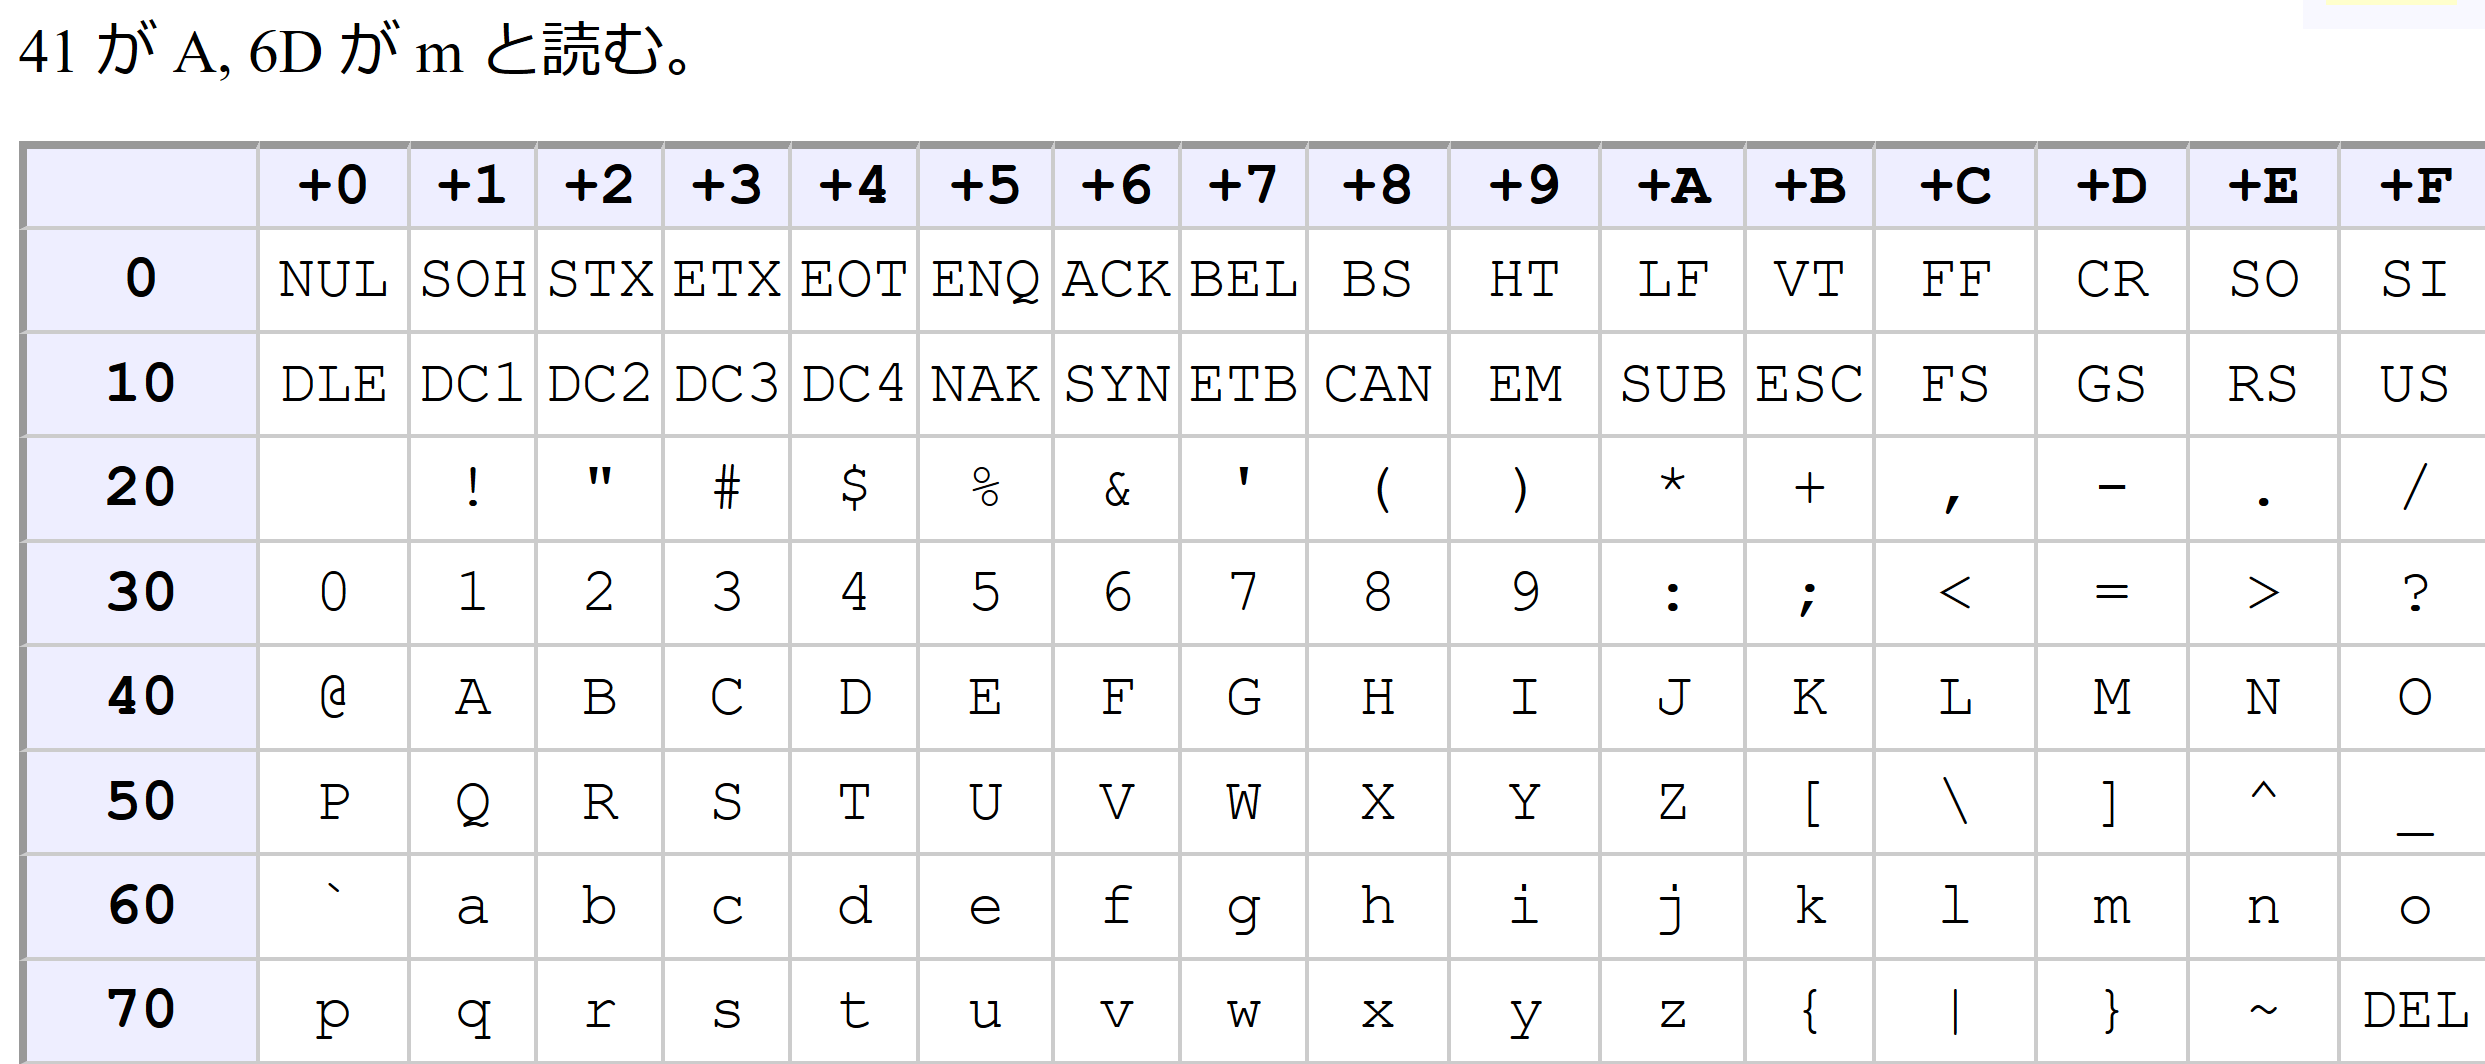 41 が A, 6D が m と読む。
+0 +1 +2 +3 +4 +5 +6 +7 +8 +9 +A +B +C +D +E +F
0 NUL SOH STX ETX EOT ENQ ACK BEL BS HT LF VT FF CR SO SI
10 DLE DC1 DC2 DC3 DC4 NAK SYN ETB CAN EM SUB ESC FS GS RS US
20 ! " # $ % & ' ( ) * + , - . /
30 0 1 2 3 4 5 6 7 8 9 : ; < = > ?
40 @ A B C D E F G H I J K L M N O
50 P Q R S T U V W X Y Z [ \ ] ^ _
60 ` a b c d e f g h i j k l m n o
70 p q r s t u v w x y z { | } ~ DEL